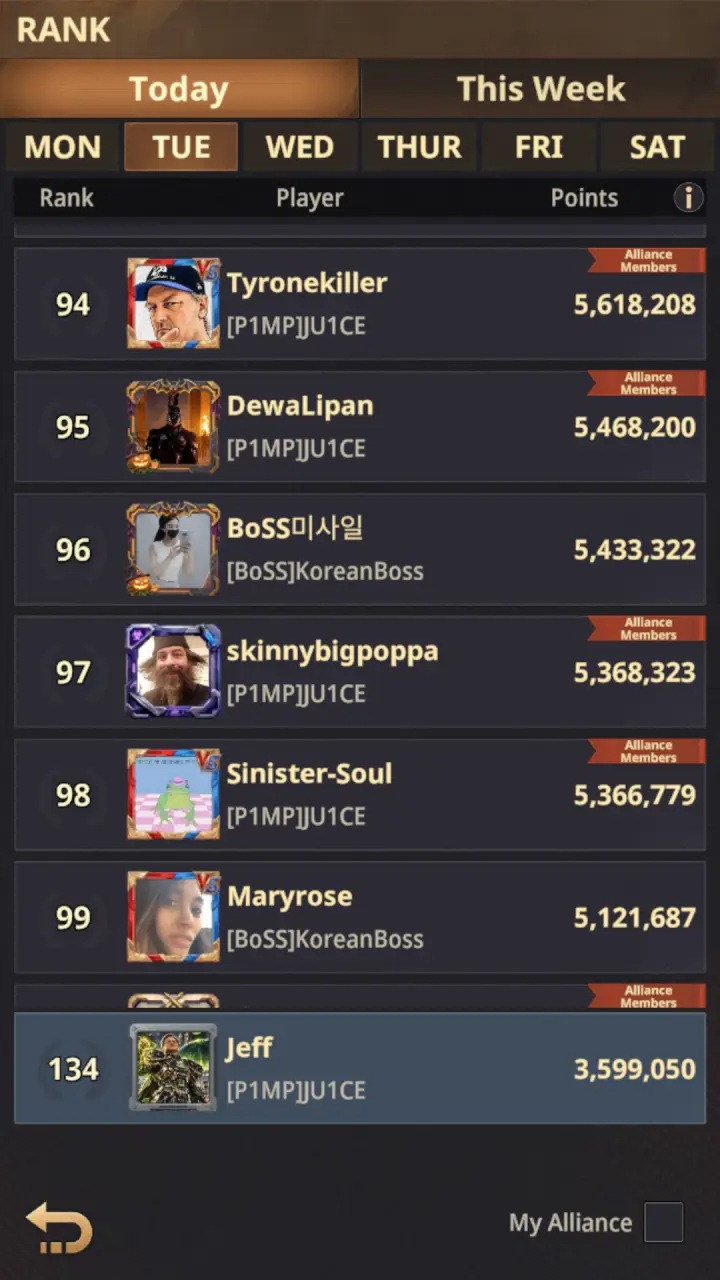 RANK
Today
This Week
MON
TUE
WED
THUR
FRI
SAT
Rank
Player
Points
Alliance
Members
94
Tyronekiller
[P1MP]JU1CE
5,618,208
Alliance
Members
95
DewaLipan
[P1MP]JU1CE
5,468,200
96
BoSS미사일
[BoSS]KoreanBoss
5,433,322
Alliance
Members
97
skinnybigpoppa
[P1MP]JU1CE
5,368,323
Alliance
Members
98
Sinister-Soul
[P1MP]JU1CE
5,366,779
99
Maryrose
[BoSS]KoreanBoss
5,121,687
Alliance
Members
134
Jeff
[P1MP]JU1CE
3,599,050
My Alliance